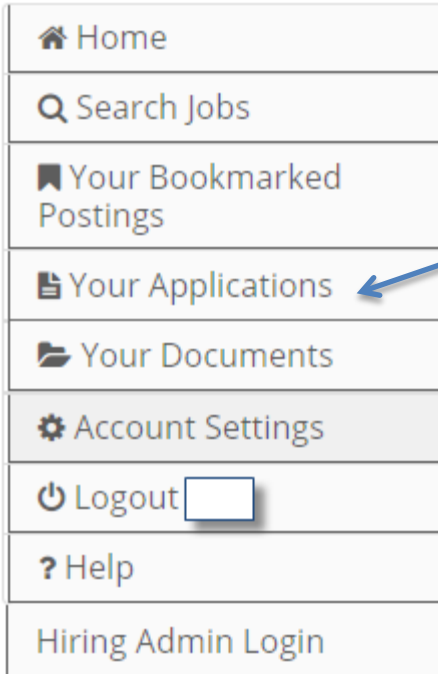 Home
Search Jobs
Your Bookmarked
Postings
Your Applications
Your Documents
Account Settings
Logout
? Help
Hiring Admin Login